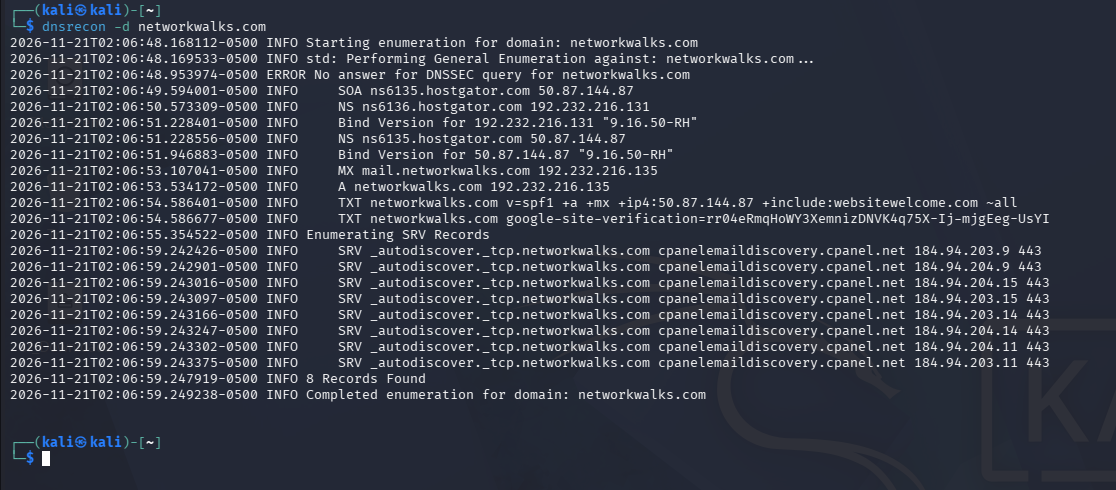 ┌──(kali㉿kali)-[~]
└─$ dnsrecon -d networkwalks.com
2026-11-21T02:06:48.168112-0500 INFO Starting enumeration for domain: networkwalks.com
2026-11-21T02:06:48.169533-0500 INFO std: Performing General Enumeration against: networkwalks.com...
2026-11-21T02:06:48.953974-0500 ERROR No answer for DNSSEC query for networkwalks.com
2026-11-21T02:06:49.594001-0500 INFO     SOA ns6135.hostgator.com 50.87.144.87
2026-11-21T02:06:50.573309-0500 INFO     NS ns6136.hostgator.com 192.232.216.131
2026-11-21T02:06:51.228401-0500 INFO     Bind Version for 192.232.216.131 "9.16.50-RH"
2026-11-21T02:06:51.228556-0500 INFO     NS ns6135.hostgator.com 50.87.144.87
2026-11-21T02:06:51.946883-0500 INFO     Bind Version for 50.87.144.87 "9.16.50-RH"
2026-11-21T02:06:53.107041-0500 INFO     MX mail.networkwalks.com 192.232.216.135
2026-11-21T02:06:53.534172-0500 INFO     A networkwalks.com 192.232.216.135
2026-11-21T02:06:54.586401-0500 INFO     TXT networkwalks.com v=spf1 +a +mx +ip4:50.87.144.87 +include:websitewelcome.com ~all
2026-11-21T02:06:54.586677-0500 INFO     TXT networkwalks.com google-site-verification=rr04eRmqHoWY3XemnizDNVK4q75X-Ij-mjgEeg-UsYI
2026-11-21T02:06:55.354522-0500 INFO Enumerating SRV Records
2026-11-21T02:06:59.242426-0500 INFO     SRV _autodiscover._tcp.networkwalks.com cpanelemaildiscovery.cpanel.net 184.94.203.9 443
2026-11-21T02:06:59.242901-0500 INFO     SRV _autodiscover._tcp.networkwalks.com cpanelemaildiscovery.cpanel.net 184.94.204.9 443
2026-11-21T02:06:59.243016-0500 INFO     SRV _autodiscover._tcp.networkwalks.com cpanelemaildiscovery.cpanel.net 184.94.204.15 443
2026-11-21T02:06:59.243097-0500 INFO     SRV _autodiscover._tcp.networkwalks.com cpanelemaildiscovery.cpanel.net 184.94.203.15 443
2026-11-21T02:06:59.243166-0500 INFO     SRV _autodiscover._tcp.networkwalks.com cpanelemaildiscovery.cpanel.net 184.94.203.14 443
2026-11-21T02:06:59.243247-0500 INFO     SRV _autodiscover._tcp.networkwalks.com cpanelemaildiscovery.cpanel.net 184.94.204.14 443
2026-11-21T02:06:59.243302-0500 INFO     SRV _autodiscover._tcp.networkwalks.com cpanelemaildiscovery.cpanel.net 184.94.204.11 443
2026-11-21T02:06:59.243375-0500 INFO     SRV _autodiscover._tcp.networkwalks.com cpanelemaildiscovery.cpanel.net 184.94.203.11 443
2026-11-21T02:06:59.247919-0500 INFO 8 Records Found
2026-11-21T02:06:59.249238-0500 INFO Completed enumeration for domain: networkwalks.com
┌──(kali㉿kali)-[~]
└─$
KA